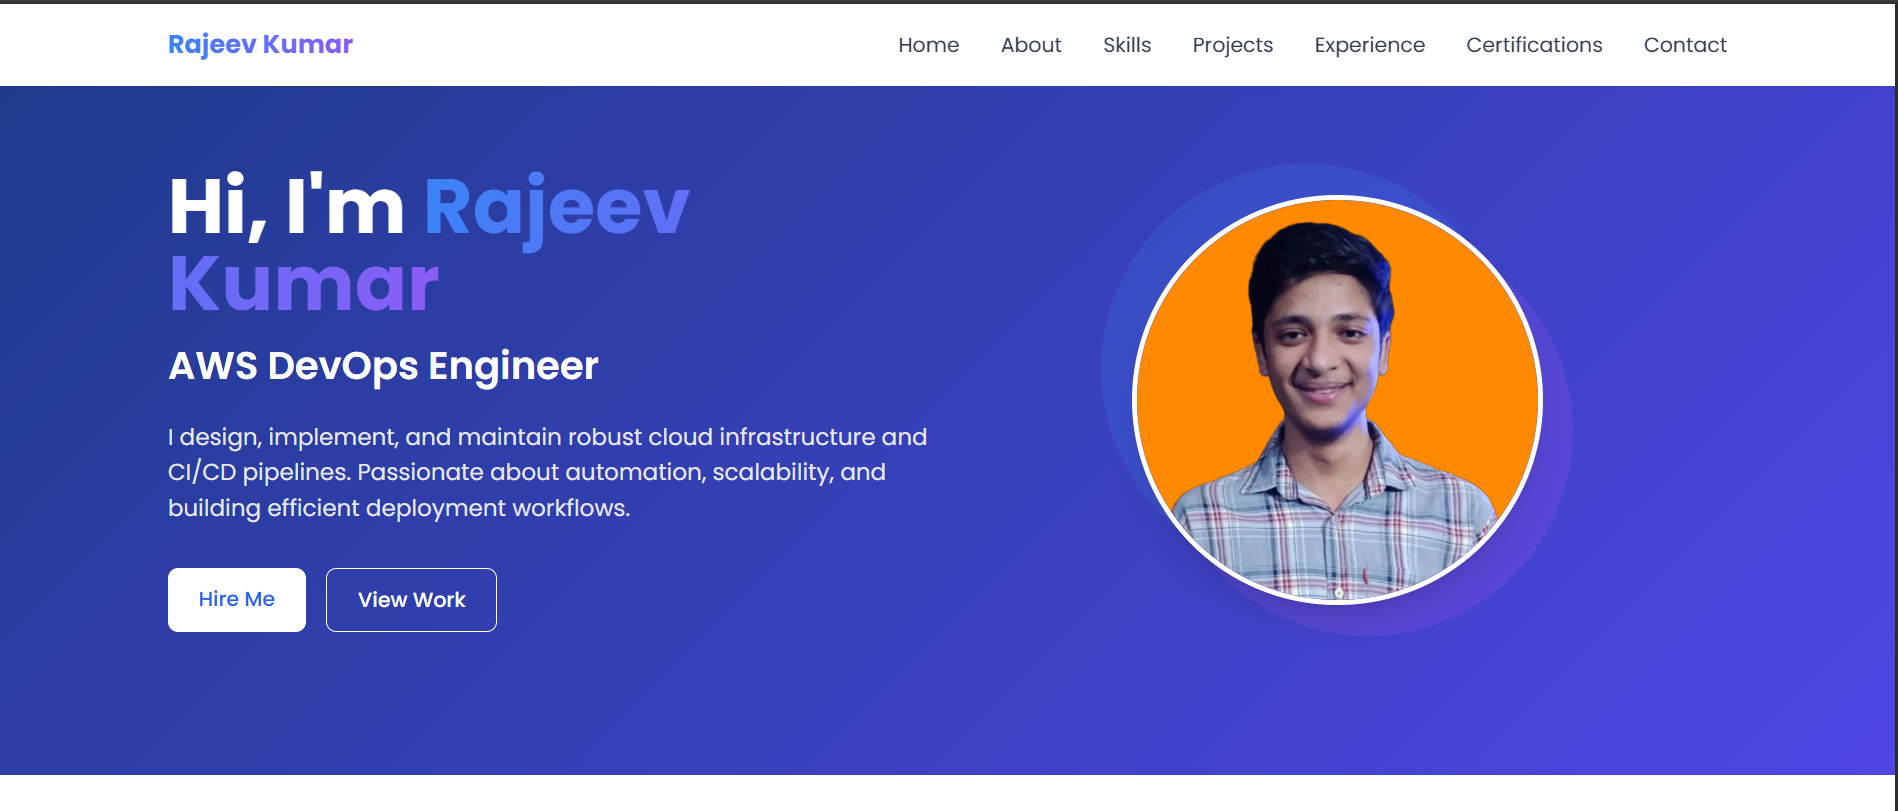 Rajeev Kumar
Home About Skills Projects Experience Certifications Contact
Hi, I'm Rajeev
Kumar
AWS DevOps Engineer
I design, implement, and maintain robust cloud infrastructure and
CI/CD pipelines. Passionate about automation, scalability, and
building efficient deployment workflows.
Hire Me
View Work